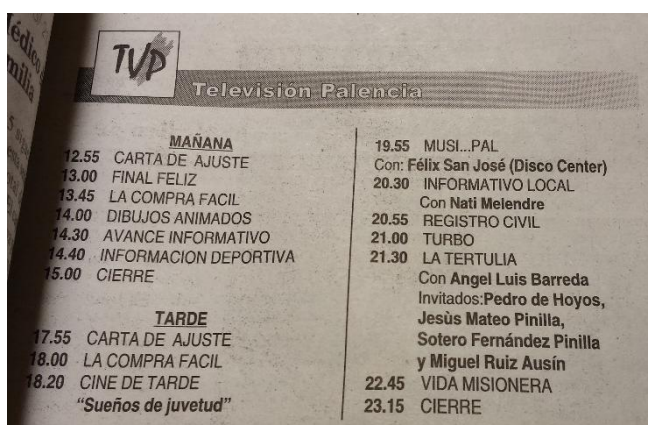 édico
milia
TVP
Televisión Palencia
MAÑANA
12.55 CARTA DE AJUSTE
13.00 FINAL FELIZ
13.45 LA COMPRA FACIL
14.00 DIBUJOS ANIMADOS
14.30 AVANCE INFORMATIVO
14.40 INFORMACION DEPORTIVA
15.00 CIERRE
TARDE
17.55 CARTA DE AJUSTE
18.00 LA COMPRA FACIL
18.20 CINE DE TARDE
“Sueños de juvetud”
19.55 MUSI...PAL
Con: Félix San José (Disco Center)
20.30 INFORMATIVO LOCAL
Con Nati Melendre
20.55 REGISTRO CIVIL
21.00 TURBO
21.30 LA TERTULIA
Con Angel Luis Barreda
Invitados:Pedro de Hoyos,
Jesùs Mateo Pinilla,
Sotero Fernández Pinilla
y Miguel Ruiz Ausín
22.45 VIDA MISIONERA
23.15 CIERRE